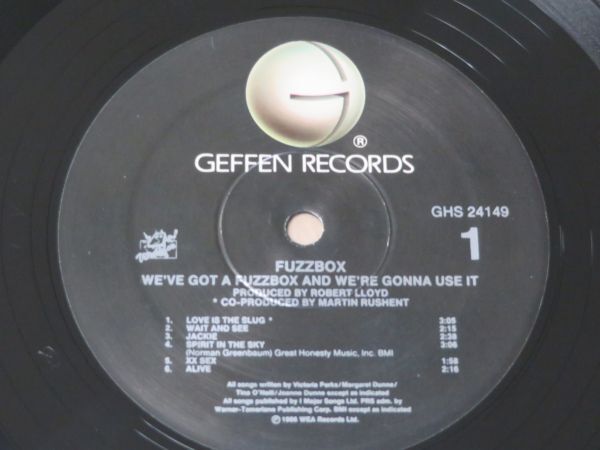 ®
GEFFEN RECORDS
GHS 24149
1
FUZZBOX
WE'VE GOT A FUZZBOX AND WE'RE GONNA USE IT
PRODUCED BY ROBERT LLOYD
* CO-PRODUCED BY MARTIN RUSHENT
1. LOVE IS THE SLUG * 3:05
2. WAIT AND SEE 2:15
3. JACKIE 2:38
4. SPIRIT IN THE SKY 3:06
(Norman Greenbaum) Great Honesty Music, Inc. BMI
5. XX SEX 1:58
6. ALIVE 2:16
All songs written by Victoria Perks/Margaret Dunne/
Tina O'Neill/Joanne Dunne except as indicated
All songs published by I Major Songs Ltd. PRS adm. by
Warner-Tamerlane Publishing Corp. BMI except as indicated
℗ 1986 WEA Records Ltd.